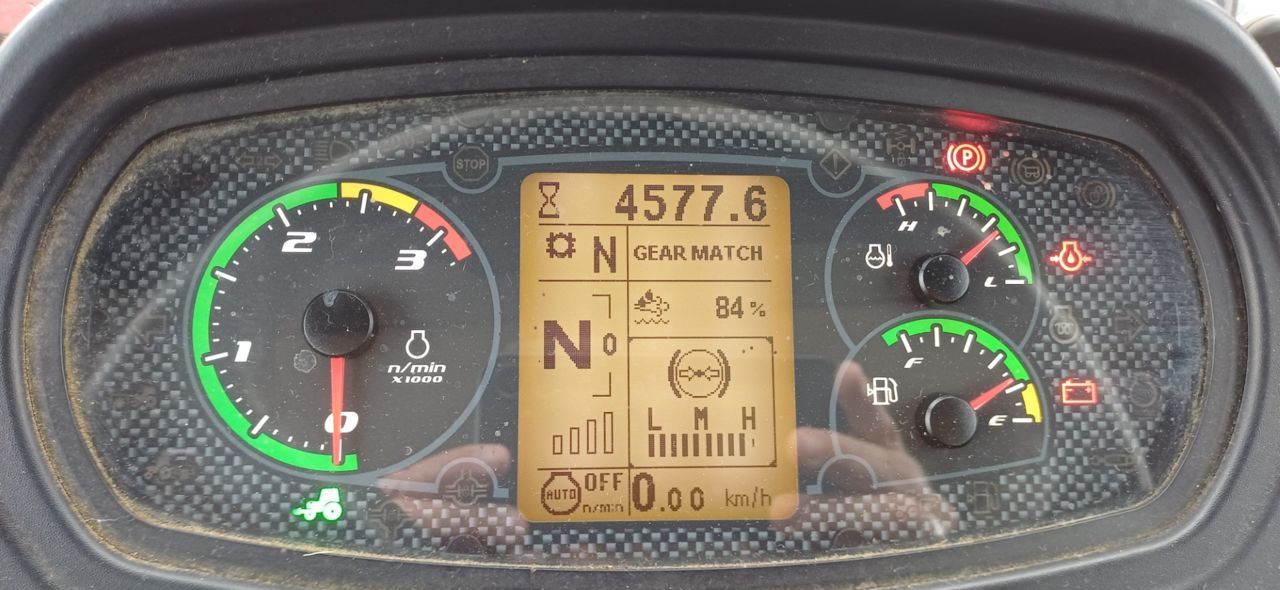 STOP
P
4577.6
N
GEAR MATCH
84%
N 0
L M H
AUTO OFF
n/min
0.00 km/h
0 1 2 3
n/min
X1000
H
L
F
E